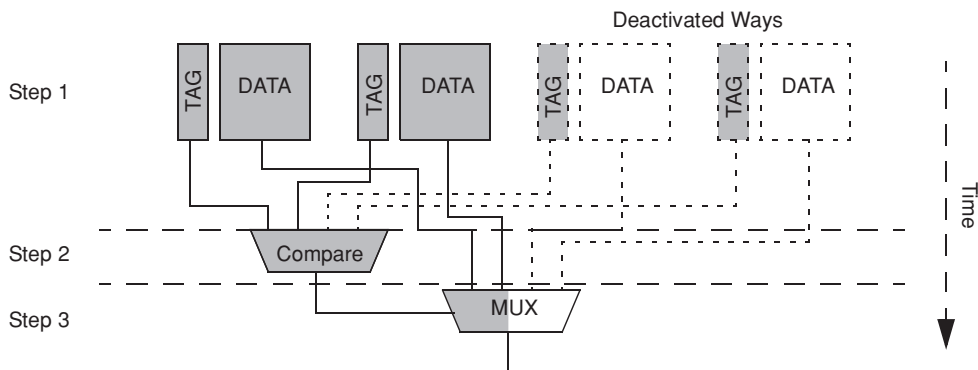 Deactivated Ways
Step 1
TAG
DATA
TAG
DATA
TAG
DATA
TAG
DATA
Time
Step 2
Compare
Step 3
MUX